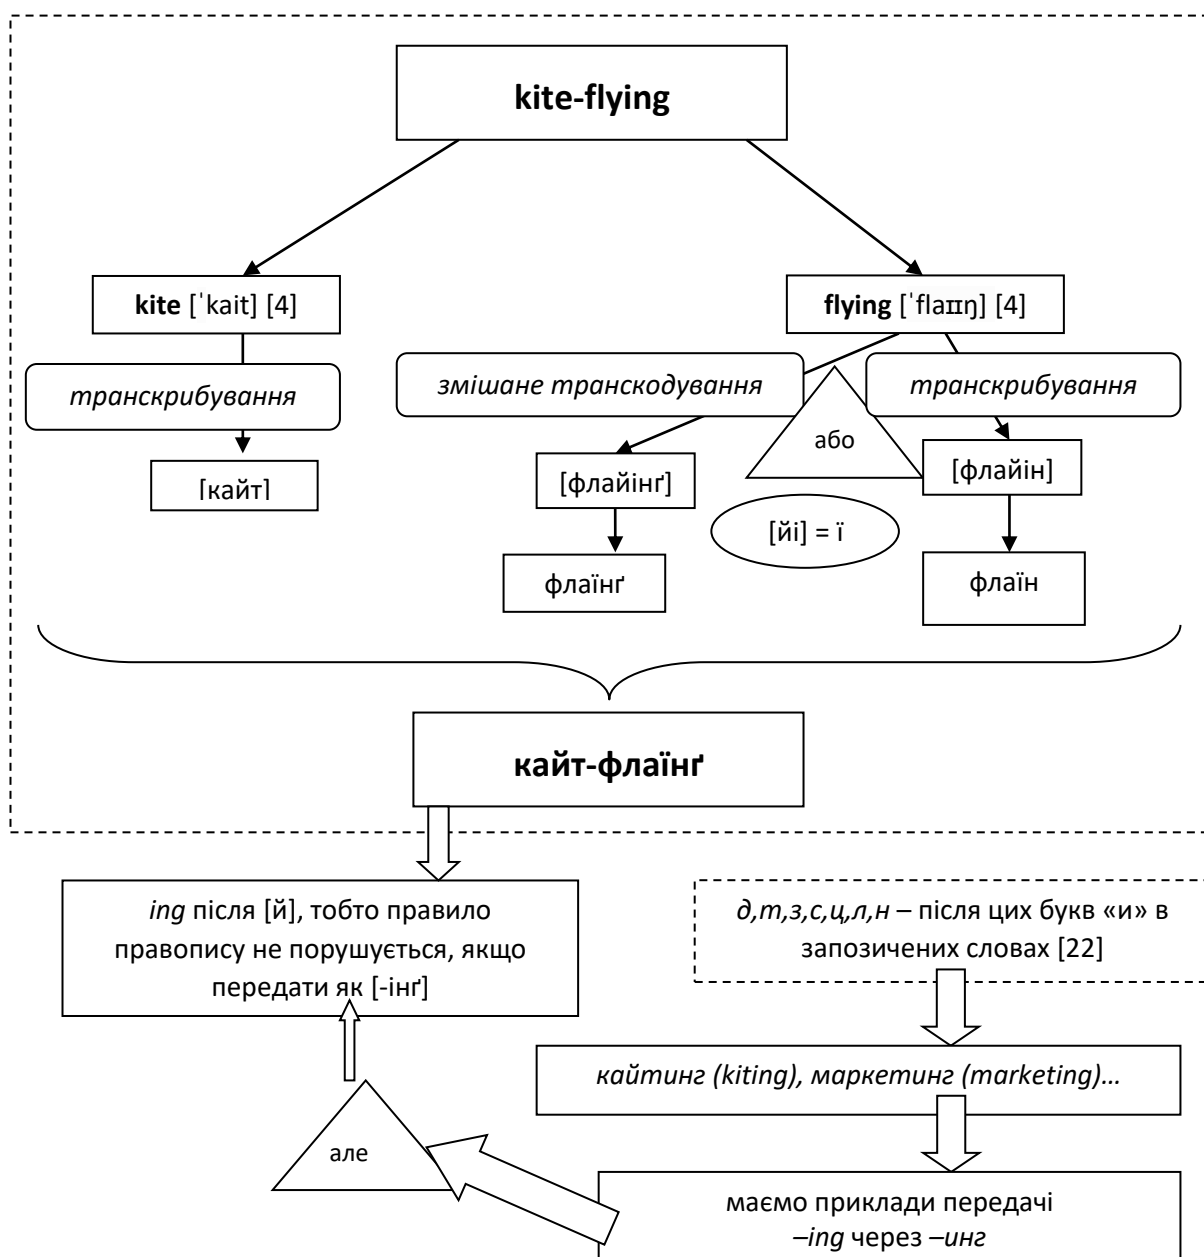 kite-flying
kite [ˈkait] [4]
flying [ˈflaɪɪŋ] [4]
транскрибування
змішане транскодування
транскрибування
або
[кайт]
[флайінґ]
[флайін]
[йі] = ї
флаїнґ
флаїн
кайт-флаїнґ
ing після [й], тобто правило
правопису не порушується, якщо
передати як [-інґ]
д,т,з,с,ц,л,н – після цих букв «и» в
запозичених словах [22]
кайтинг (kiting), маркетинг (marketing)…
але
маємо приклади передачі
–ing через –инг